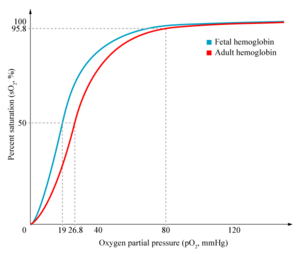 100
95.8
Fetal hemoglobin
Adult hemoglobin
Percent saturation (sO2, %)
50
0
19 26.8 40 80 120
Oxygen partial pressure (pO2, mmHg)